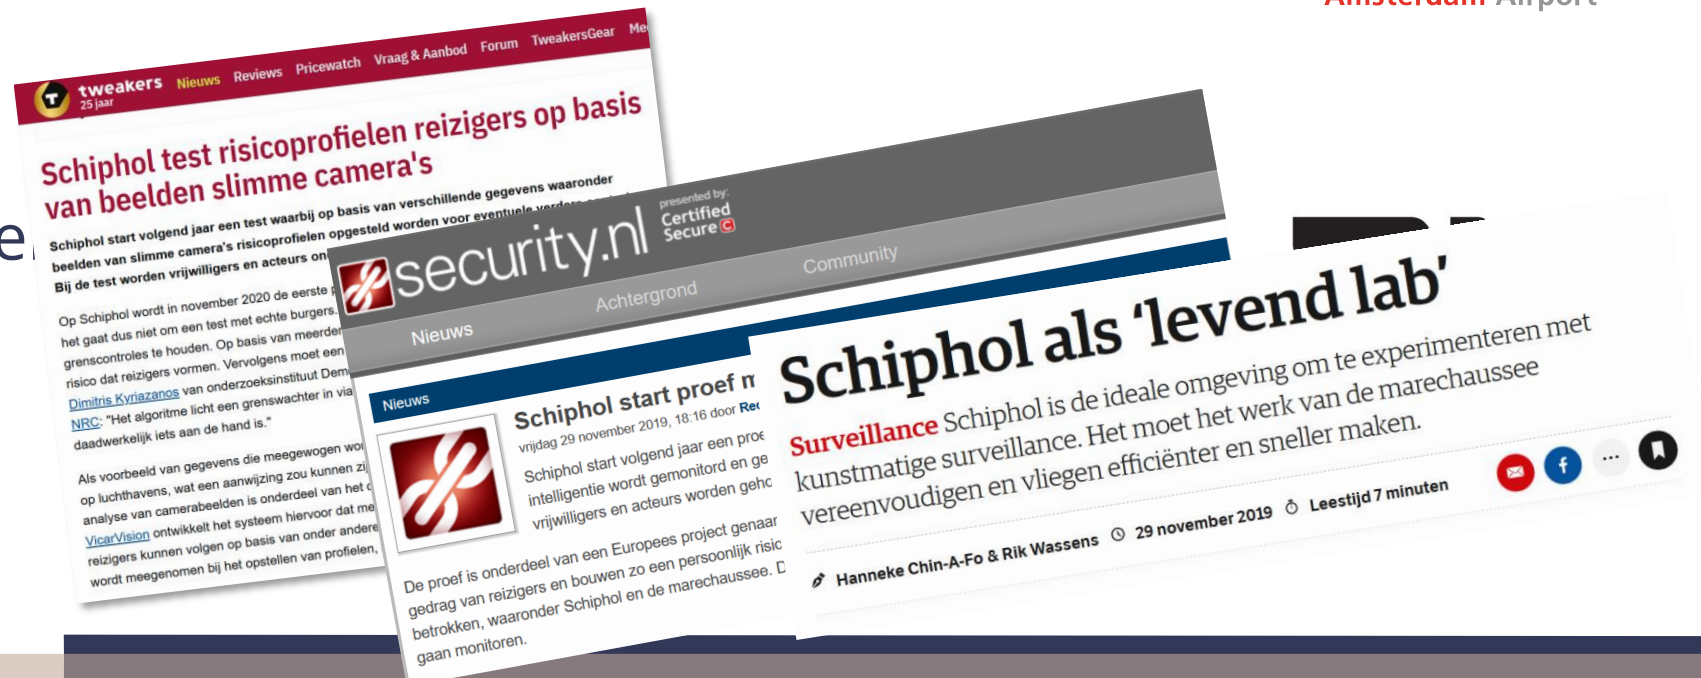 Amsterdam Airport
tweakers
25 jaar
Nieuws Reviews Pricewatch Vraag & Aanbod Forum TweakersGear
Schiphol test risicoprofielen reizigers op basis
van beelden slimme camera's
Schiphol start volgend jaar een test waarbij op basis van verschillende gegevens waaronder
beelden van slimme camera's risicoprofielen opgesteld worden voor eventuele
Bij de test worden vrijwilligers en acteurs
Op Schiphol wordt in november 2020 de eerste
het gaat dus niet om een test met echte burgers.
grenscontroles te houden. Op basis van
risico dat reizigers vormen. Vervolgens moet een
Dimitris Kyriazanos van onderzoeksinstituut
NRC: "Het algoritme licht een grenswachter in via
daadwerkelijk iets aan de hand is."
Als voorbeeld van gegevens die meegewogen
op luchthavens, wat een aanwijzing zou kunnen
analyse van camerabeelden is onderdeel van het
VicarVision ontwikkelt het systeem hiervoor dat
reizigers kunnen volgen op basis van onder andere
wordt meegenomen bij het opstellen van profielen,
security.nl
presented by:
Certified
Secure
Nieuws Achtergrond Community
Nieuws
Schiphol start proef
vrijdag 29 november 2019, 18:16 door
Schiphol start volgend jaar een
intelligentie wordt gemonitord en
vrijwilligers en acteurs worden
De proef is onderdeel van een Europees project
gedrag van reizigers en bouwen zo een persoonlijk
betrokken, waaronder Schiphol en de marechaussee.
gaan monitoren.
Schiphol als ‘levend lab’
Surveillance Schiphol is de ideale omgeving om te experimenteren met
kunstmatige surveillance. Het moet het werk van de marechaussee
vereenvoudigen en vliegen efficiënter en sneller maken.
Hanneke Chin-A-Fo & Rik Wassens 29 november 2019 Leestijd 7 minuten